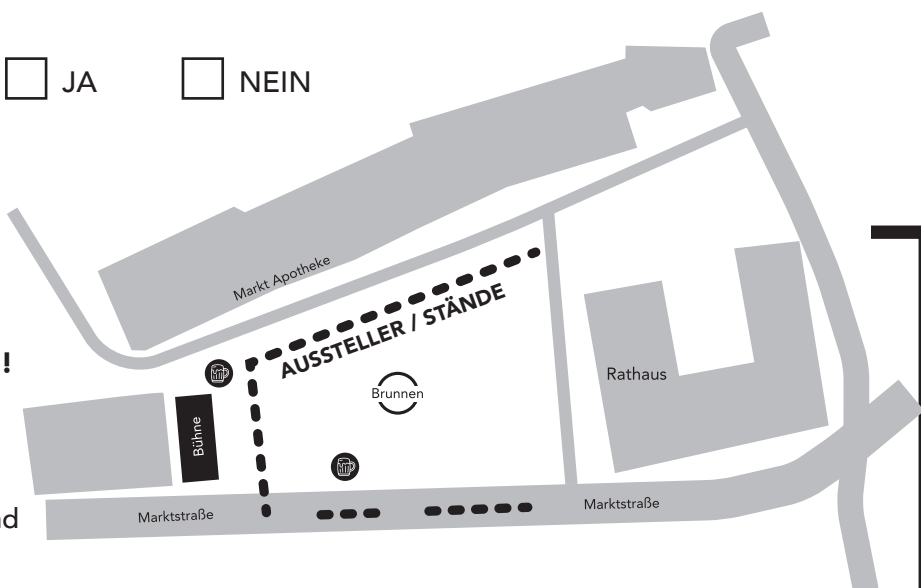 JA
NEIN
Markt Apotheke
AUSSTELLER / STÄNDE
!
Brunnen
Rathaus
Bühne
Marktstraße
Marktstraße